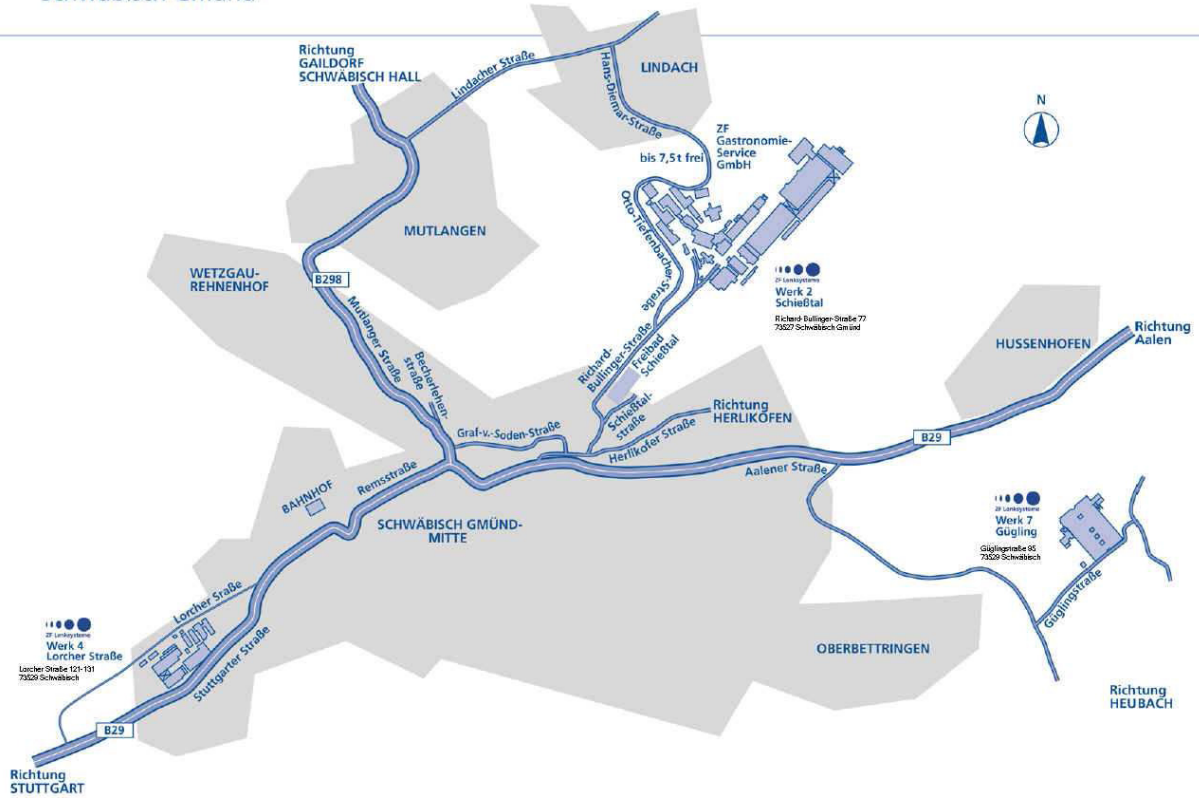 Schwäbisch Gmünd
Richtung
GAILDORF
SCHWÄBISCH HALL
Lindacher Straße
LINDACH
Hans-Diemar-Straße
N
ZF
Gastronomie-
Service
GmbH
bis 7,5 t frei
MUTLANGEN
Otto-Tiefenbacher-Straße
WETZGAU-
REHNENHOF
B298
Mutlanger Straße
ZF Lenksysteme
Werk 2
Schießtal
Richard-Bullinger-Straße 77
73527 Schwäbisch Gmünd
Richard-
Bullinger-Straße
Freibad
Schießtal
HUSSENHOFEN
Richtung
Aalen
Becherlehen-
straße
Schießtal-
straße
Richtung
HERLIKOFEN
Graf-v.-Soden-Straße
Herlikofer Straße
B29
Aalener Straße
Remsstraße
BAHNHOF
SCHWÄBISCH GMÜND-
MITTE
ZF Lenksysteme
Werk 7
Gügling
Güglingstraße 95
73529 Schwäbisch
Güglingstraße
Lorcher Straße
ZF Lenksysteme
Werk 4
Lorcher Straße
Lorcher Straße 121-131
73529 Schwäbisch
Stuttgarter Straße
OBERBETTRINGEN
Richtung
HEUBACH
B29
Richtung
STUTTGART